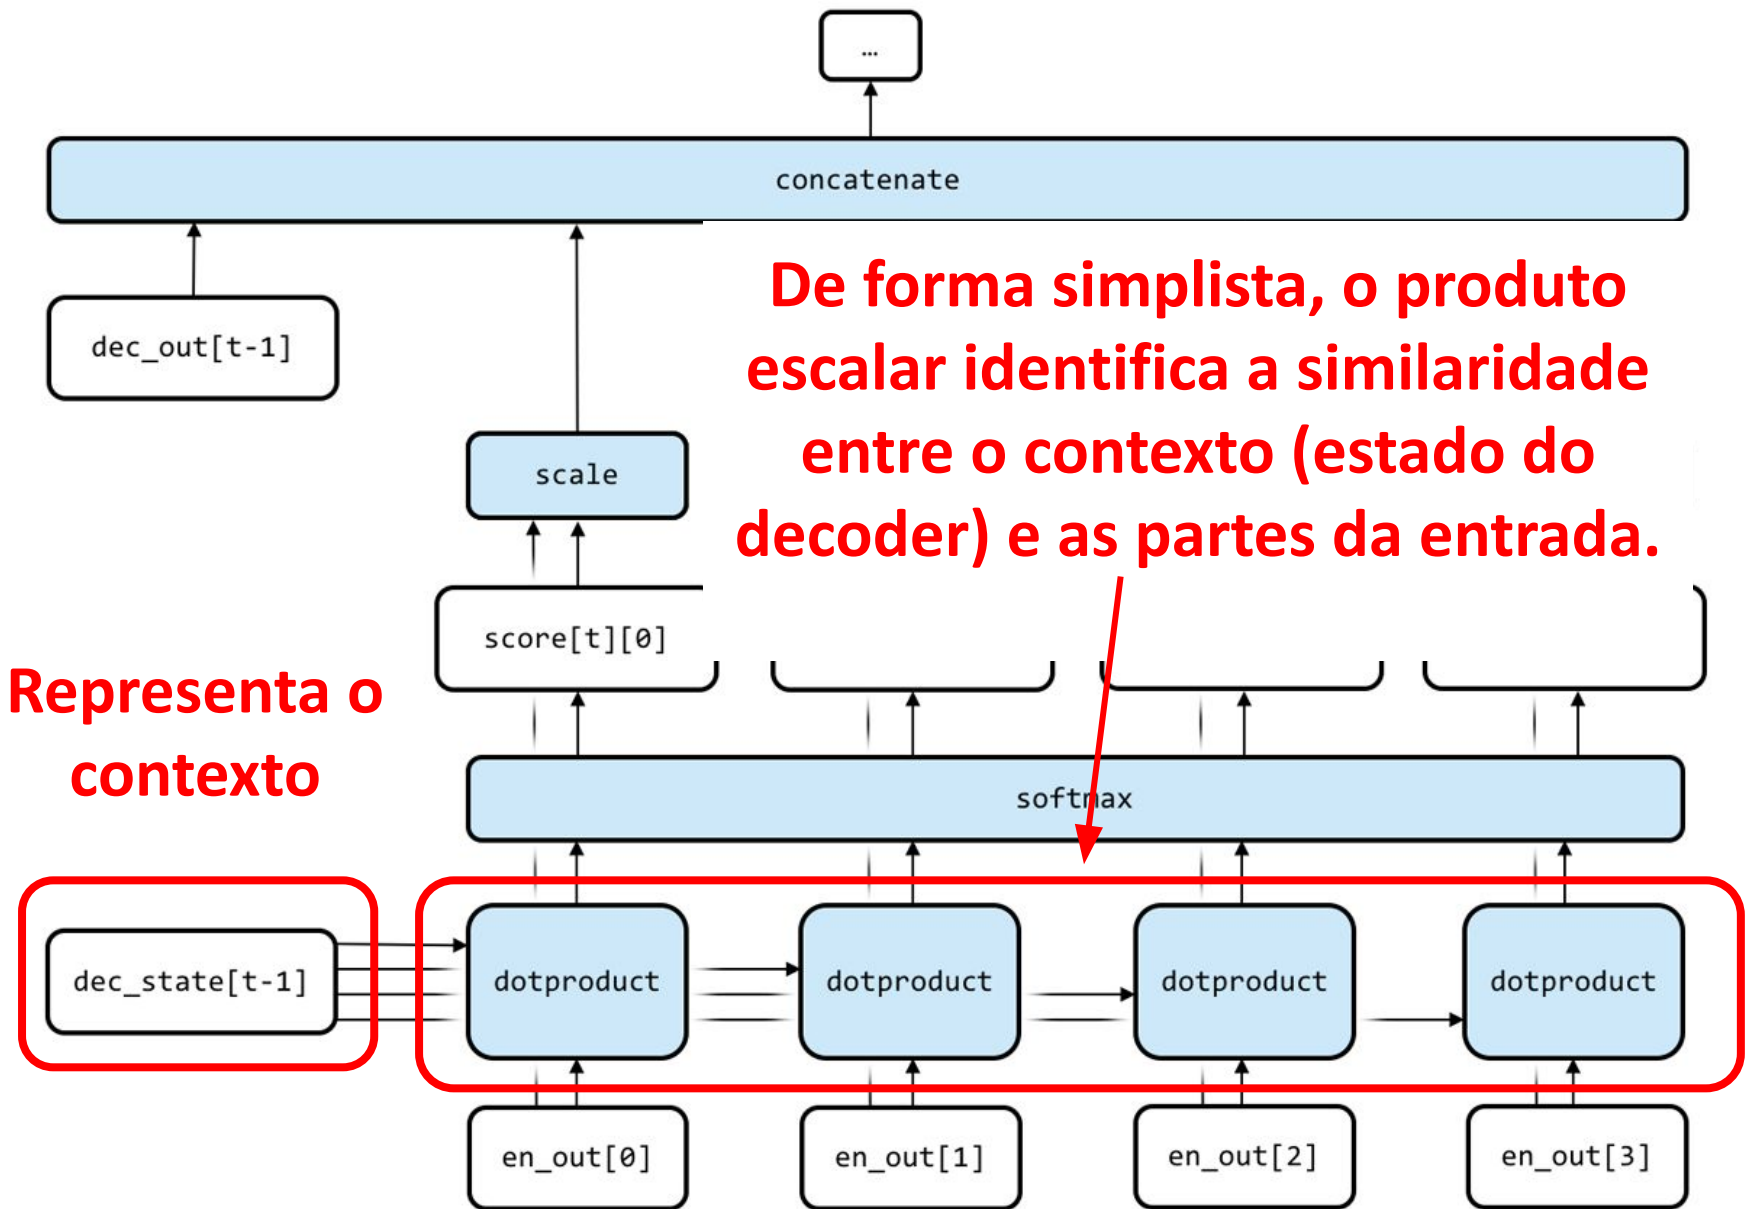 …
concatenate
De forma simplista, o produto
escalar identifica a similaridade
entre o contexto (estado do
decoder) e as partes da entrada.
dec_out[t-1]
scale
score[t][0]
Representa o
contexto
softmax
dec_state[t-1]
dotproduct dotproduct dotproduct dotproduct
en_out[0] en_out[1] en_out[2] en_out[3]